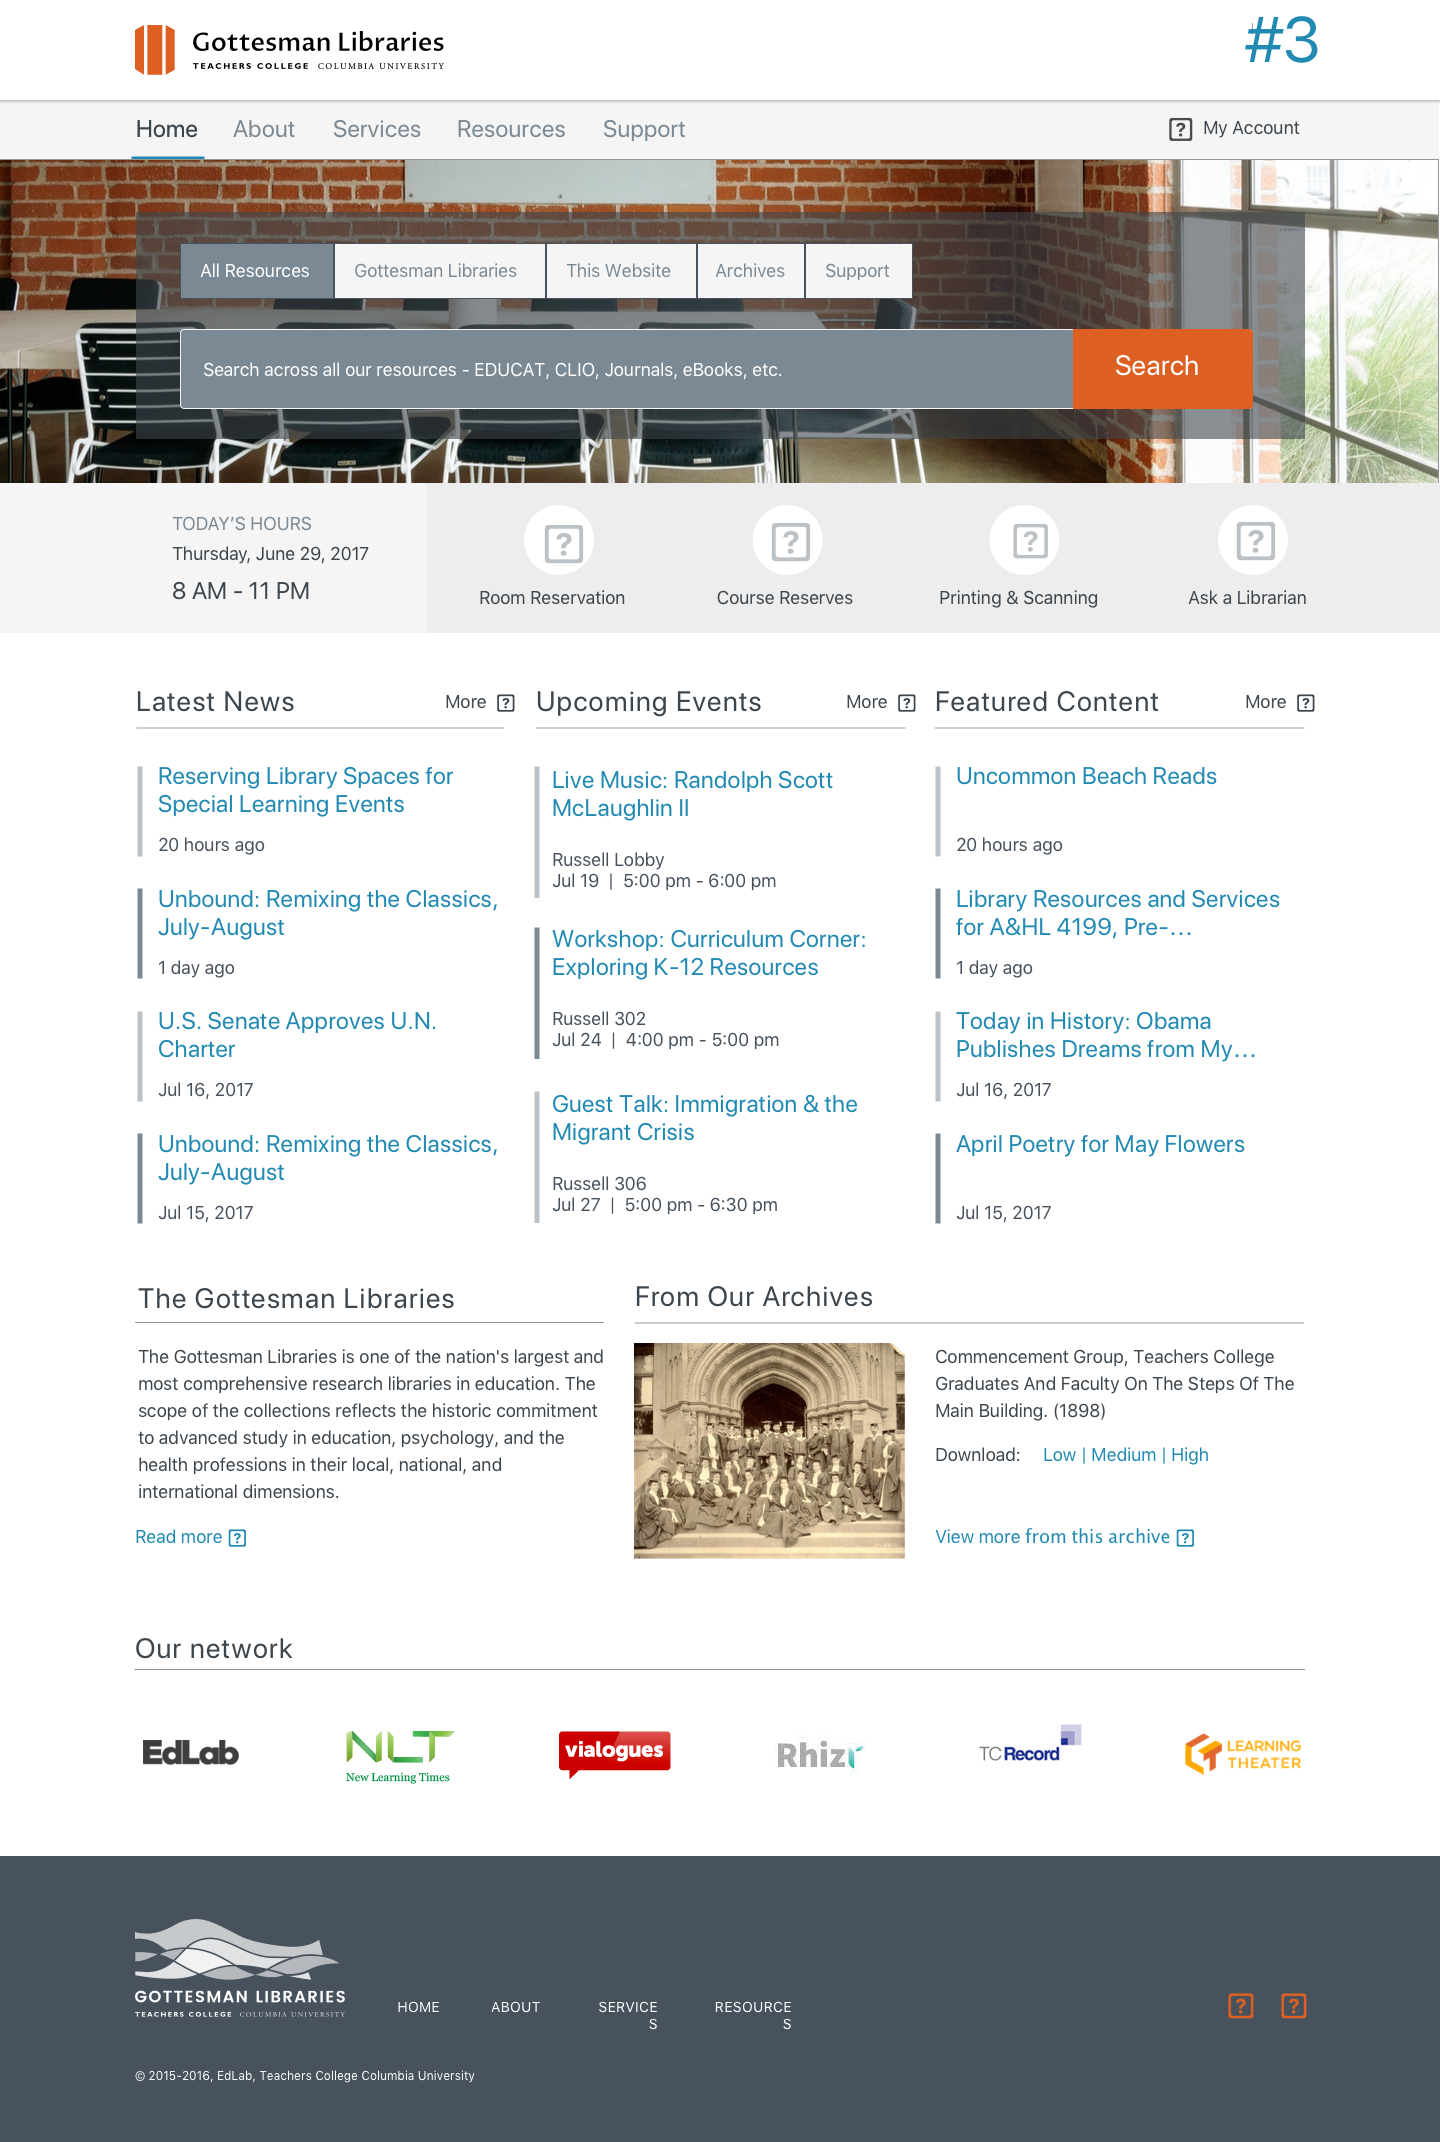 Gottesman Libraries
TEACHERS COLLEGE COLUMBIA UNIVERSITY
#3
Home About Services Resources Support
My Account
All Resources Gottesman Libraries This Website Archives Support
Search across all our resources - EDUCAT, CLIO, Journals, eBooks, etc.
Search
TODAY'S HOURS
Thursday, June 29, 2017
8 AM - 11 PM
Room Reservation
Course Reserves
Printing & Scanning
Ask a Librarian
Latest News
More
Reserving Library Spaces for
Special Learning Events
20 hours ago
Unbound: Remixing the Classics,
July-August
1 day ago
U.S. Senate Approves U.N.
Charter
Jul 16, 2017
Unbound: Remixing the Classics,
July-August
Jul 15, 2017
Upcoming Events
More
Live Music: Randolph Scott
McLaughlin II
Russell Lobby
Jul 19 | 5:00 pm - 6:00 pm
Workshop: Curriculum Corner:
Exploring K-12 Resources
Russell 302
Jul 24 | 4:00 pm - 5:00 pm
Guest Talk: Immigration & the
Migrant Crisis
Russell 306
Jul 27 | 5:00 pm - 6:30 pm
Featured Content
More
Uncommon Beach Reads
20 hours ago
Library Resources and Services
for A&HL 4199, Pre-...
1 day ago
Today in History: Obama
Publishes Dreams from My...
Jul 16, 2017
April Poetry for May Flowers
Jul 15, 2017
The Gottesman Libraries
The Gottesman Libraries is one of the nation's largest and
most comprehensive research libraries in education. The
scope of the collections reflects the historic commitment
to advanced study in education, psychology, and the
health professions in their local, national, and
international dimensions.
Read more
From Our Archives
Commencement Group, Teachers College
Graduates And Faculty On The Steps Of The
Main Building. (1898)
Download: Low | Medium | High
View more from this archive
Our network
EdLab
NLT
New Learning Times
vialogues
Rhizr
TCRecord
LEARNING
THEATER
GOTTESMAN LIBRARIES
TEACHERS COLLEGE COLUMBIA UNIVERSITY
HOME
ABOUT
SERVICE
S
RESOURCE
S
© 2015-2016, EdLab, Teachers College Columbia University